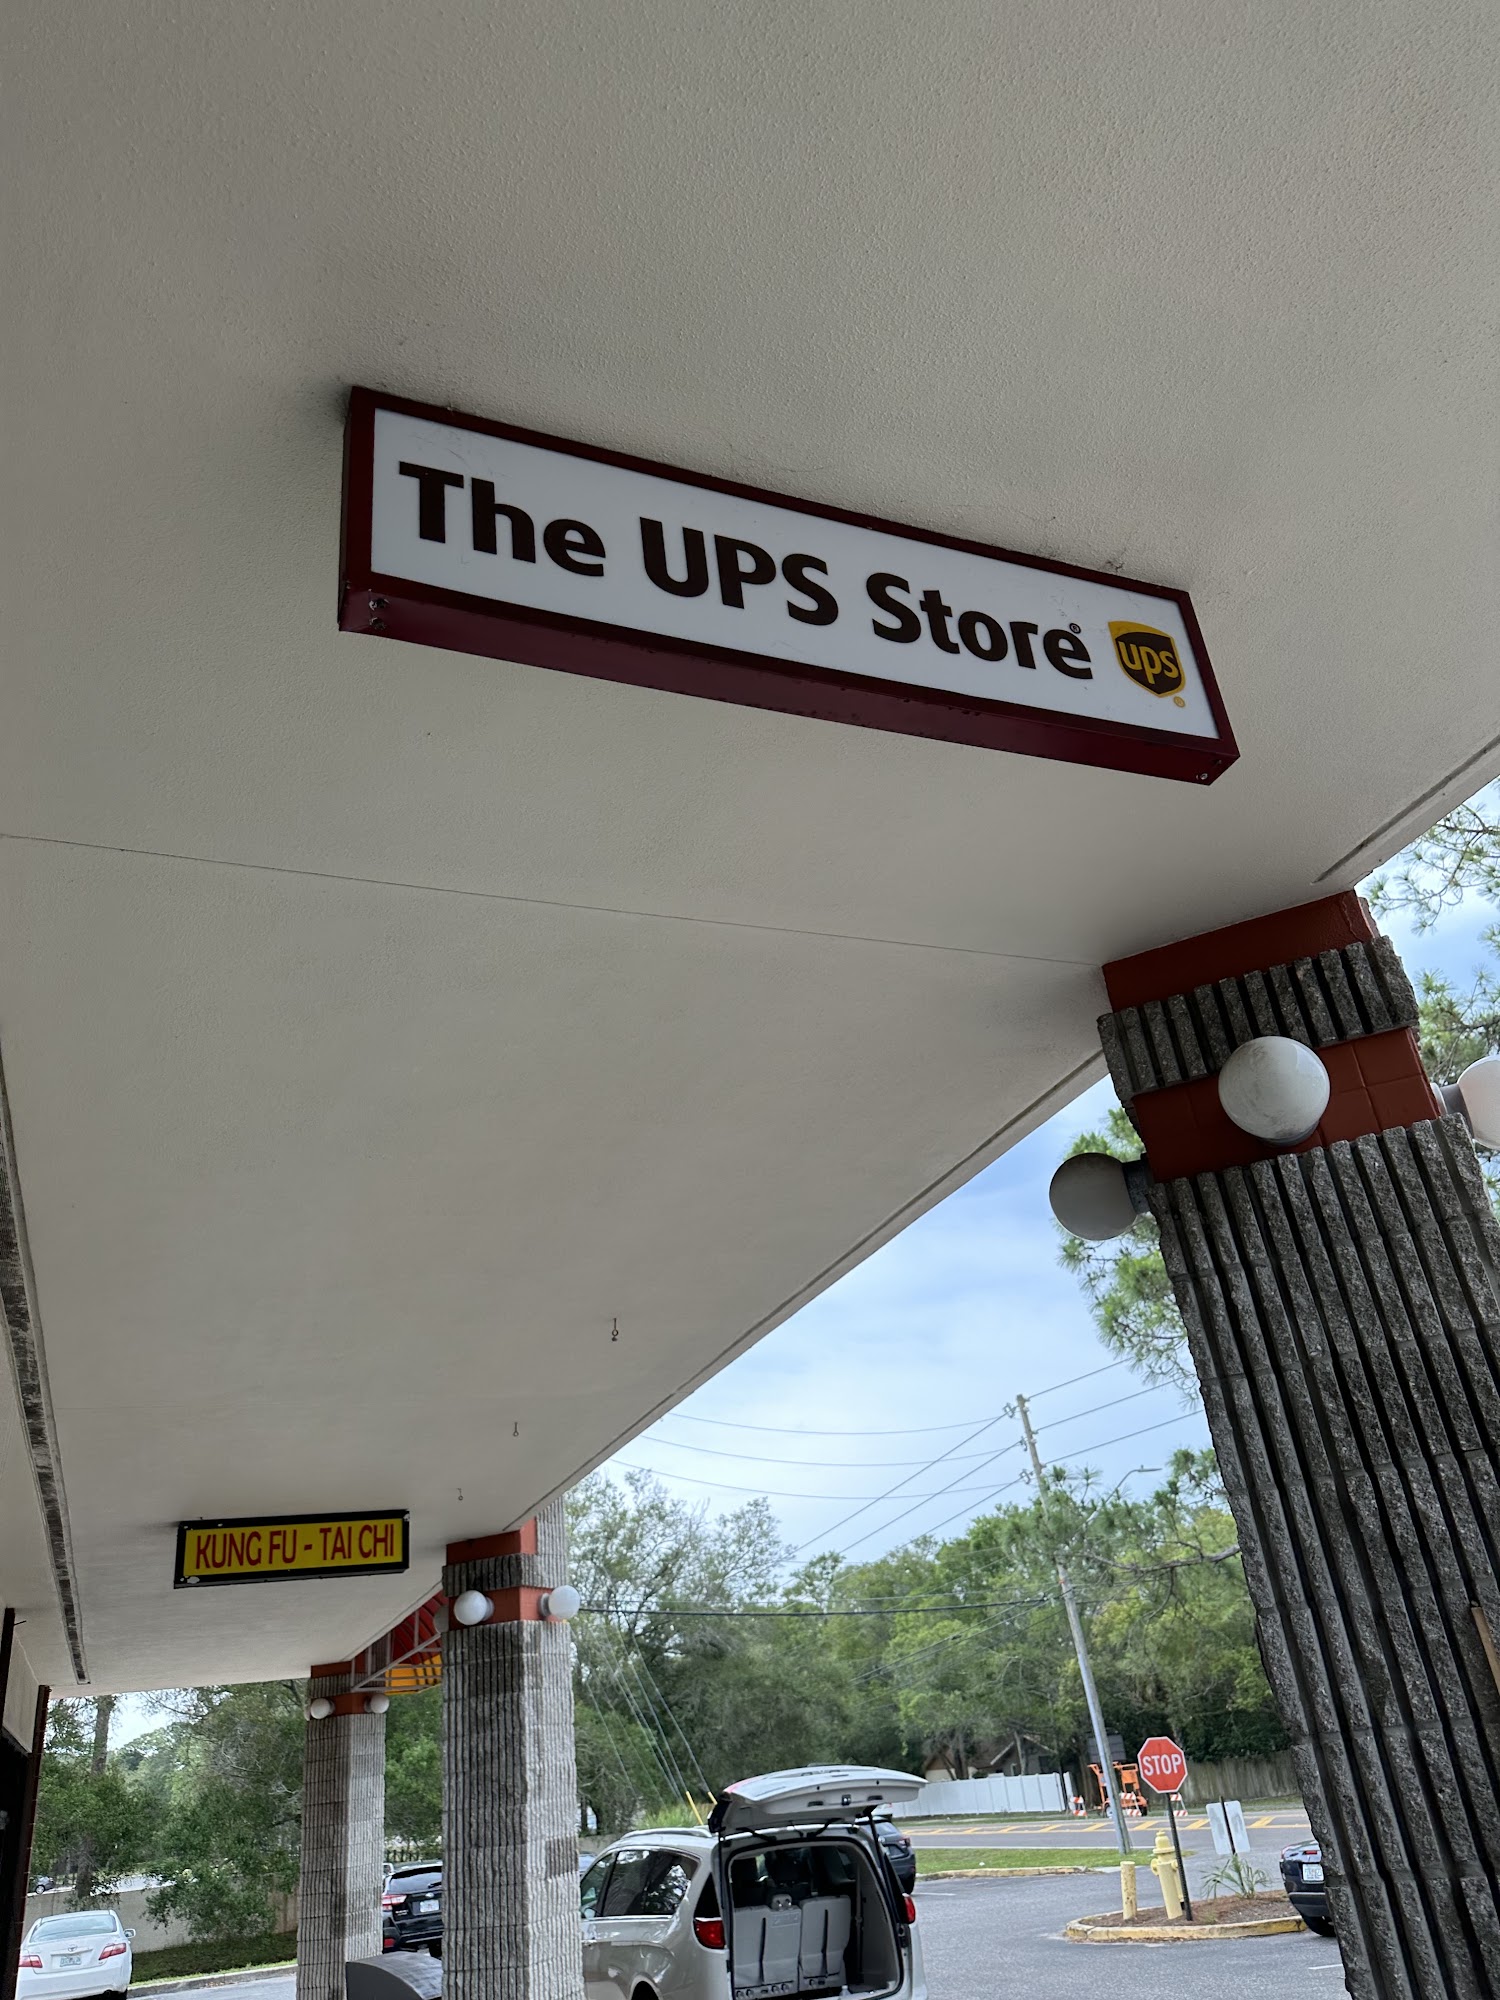 The UPS Store®
ups®
KUNG FU - TAI CHI
STOP